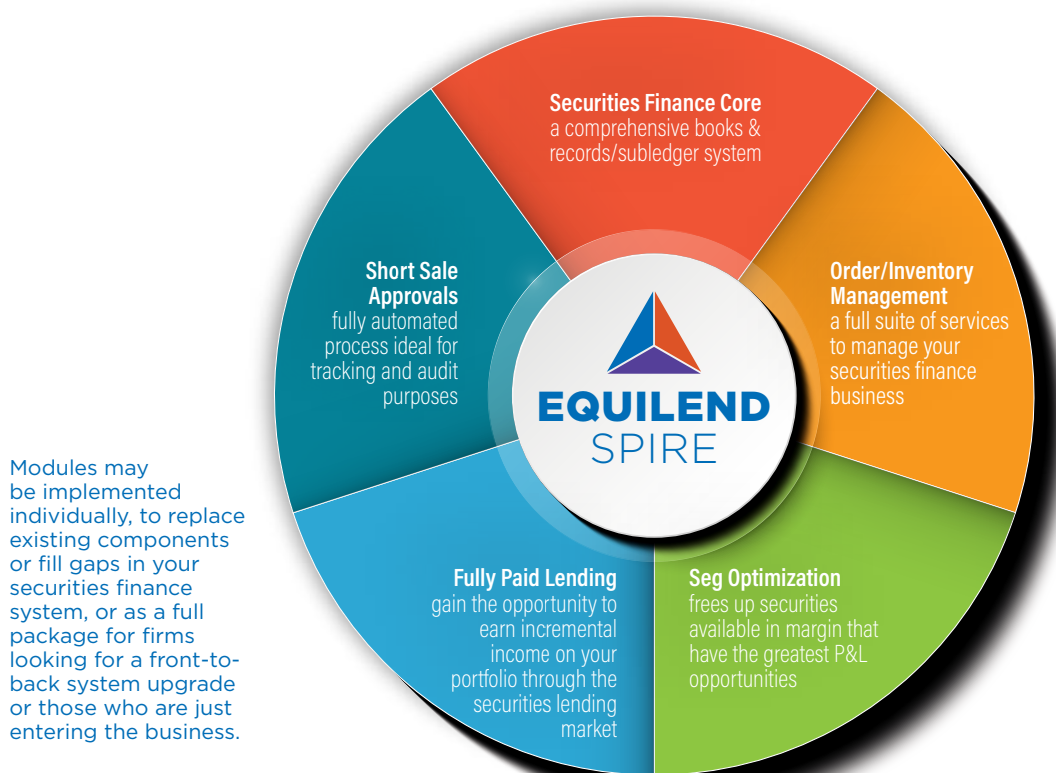 Securities Finance Core
a comprehensive books &
records/subledger system
Order/Inventory
Management
a full suite of services
to manage your
securities finance
business
Seg Optimization
frees up securities
available in margin that
have the greatest P&L
opportunities
Fully Paid Lending
gain the opportunity to
earn incremental
income on your
portfolio through the
securities lending
market
Short Sale
Approvals
fully automated
process ideal for
tracking and audit
purposes
EQUILEND
SPIRE
Modules may
be implemented
individually, to replace
existing components
or fill gaps in your
securities finance
system, or as a full
package for firms
looking for a front-to-
back system upgrade
or those who are just
entering the business.